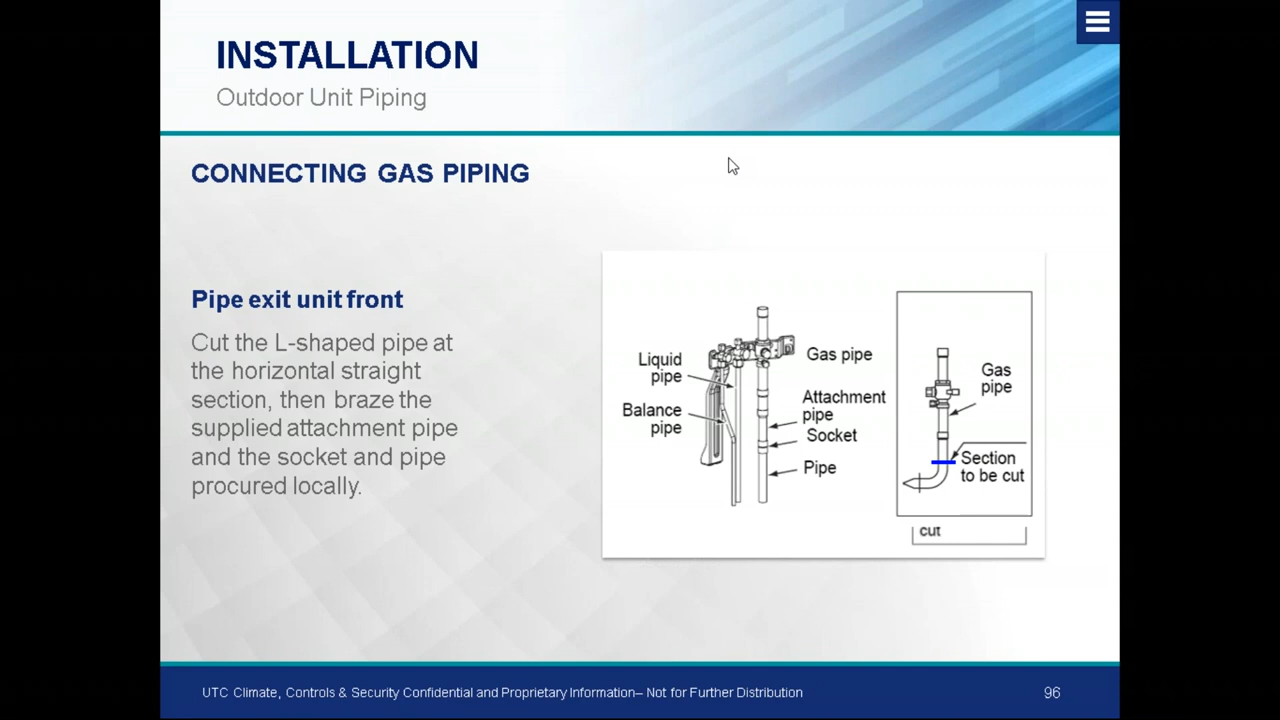 INSTALLATION
Outdoor Unit Piping
CONNECTING GAS PIPING
Pipe exit unit front
Cut the L-shaped pipe at
the horizontal straight
section, then braze the
supplied attachment pipe
and the socket and pipe
procured locally.
Liquid
pipe
Balance
pipe
Gas pipe
Attachment
pipe
Socket
Pipe
Gas
pipe
Section
to be cut
cut
UTC Climate, Controls & Security Confidential and Proprietary Information– Not for Further Distribution
96